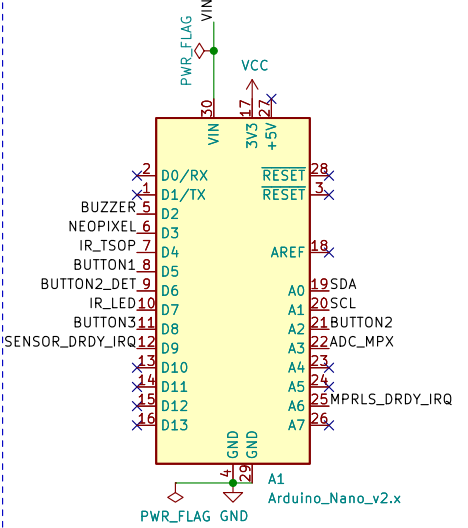 VIN
PWR_FLAG
VCC
30
17
27
VIN
3V3
+5V
2 D0/RX RESET 28
1 D1/TX RESET 3
BUZZER 5 D2
NEOPIXEL 6 D3
IR_TSOP 7 D4 AREF 18
BUTTON1 8 D5
BUTTON2_DET 9 D6 A0 19 SDA
IR_LED 10 D7 A1 20 SCL
BUTTON3 11 D8 A2 21 BUTTON2
SENSOR_DRDY_IRQ 12 D9 A3 22 ADC_MPX
13 D10 A4 23
14 D11 A5 24
15 D12 A6 25 MPRLS_DRDY_IRQ
16 D13 A7 26
GND
GND
4
29
A1
Arduino_Nano_v2.x
PWR_FLAG GND